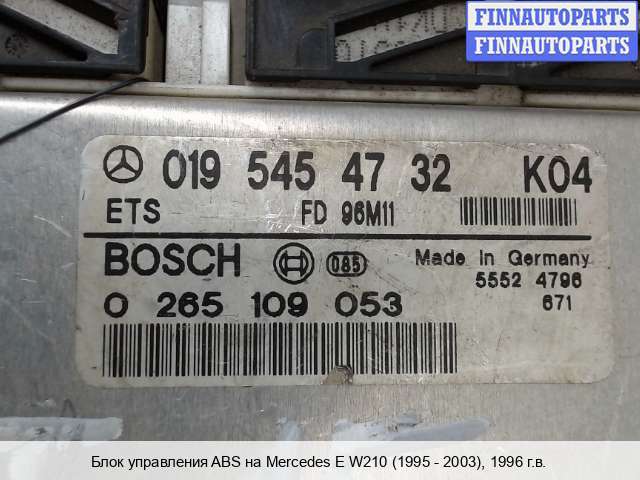 FINNAUTOPARTS
FINNAUTOPARTS
019 545 47 32 K04
ETS FD 96M11
BOSCH 085 Made in Germany
5552 4796
0 265 109 053 671
Блок управления ABS на Mercedes E W210 (1995 - 2003), 1996 г.в.